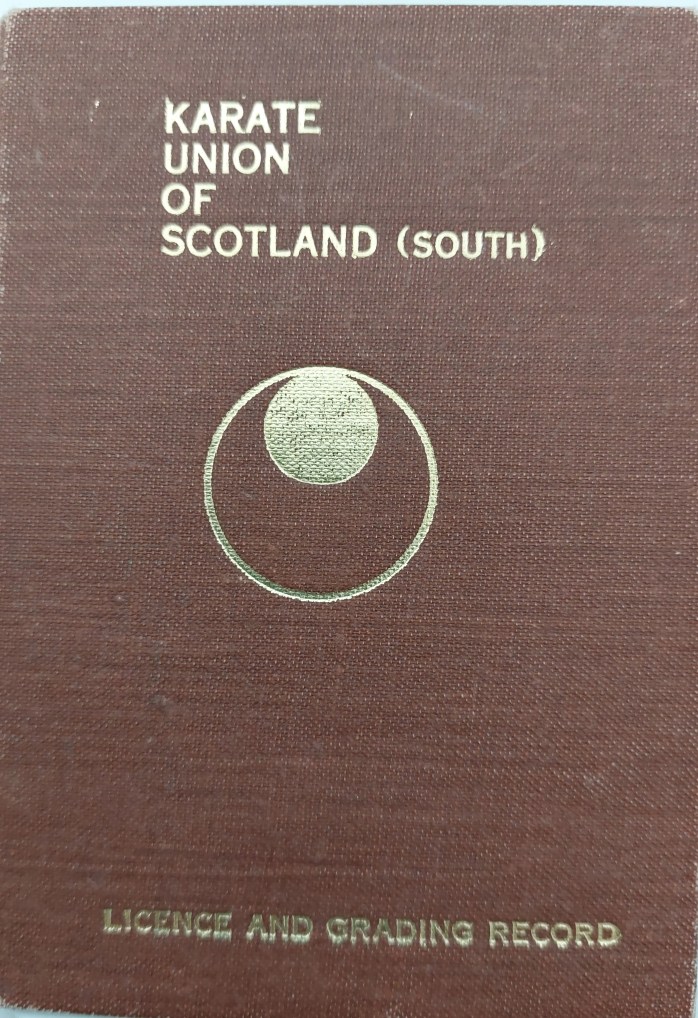 KARATE
UNION
OF
SCOTLAND (SOUTH)
LICENCE AND GRADING RECORD